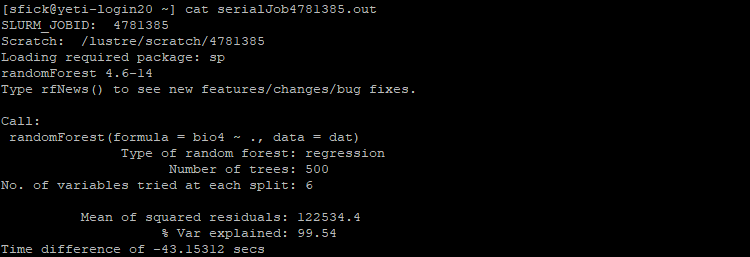 [sfick@yeti-login20 ~] cat serialJob4781385.out
SLURM_JOBID:  4781385
Scratch:  /lustre/scratch/4781385
Loading required package: sp
randomForest 4.6-14
Type rfNews() to see new features/changes/bug fixes.

Call:
 randomForest(formula = bio4 ~ ., data = dat)
               Type of random forest: regression
                     Number of trees: 500
No. of variables tried at each split: 6

          Mean of squared residuals: 122534.4
                    % Var explained: 99.54
Time difference of -43.15312 secs